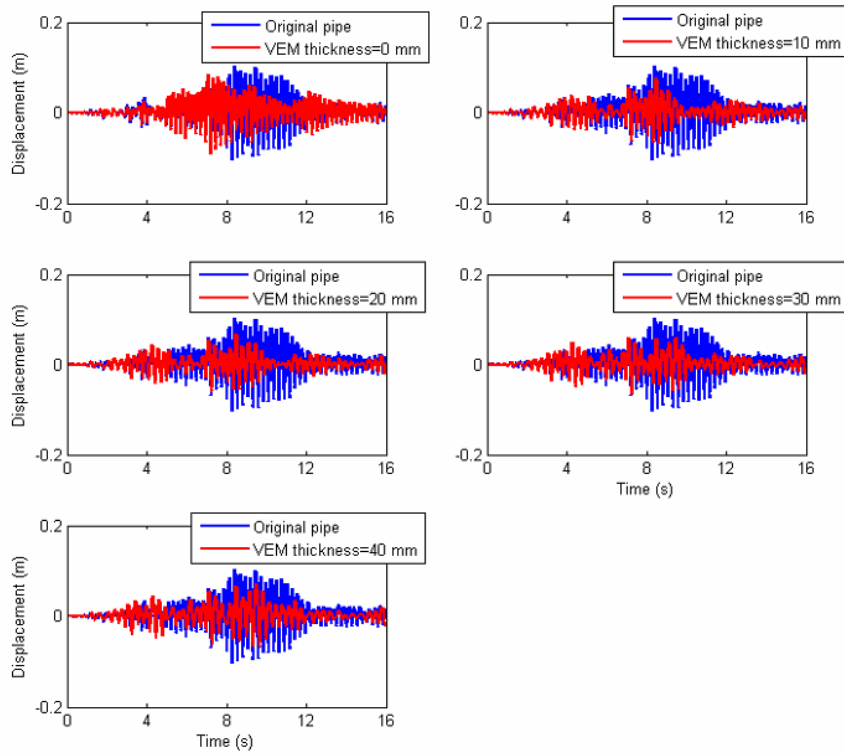 Original pipe
VEM thickness=0 mm
0.2
0
-0.2
Displacement (m)
0 4 8 12 16
Original pipe
VEM thickness=10 mm
0.2
0
-0.2
0 4 8 12 16
Original pipe
VEM thickness=20 mm
0.2
0
-0.2
Displacement (m)
0 4 8 12 16
Original pipe
VEM thickness=30 mm
0.2
0
-0.2
Displacement (m)
0 4 8 12 16
Time (s)
Original pipe
VEM thickness=40 mm
0.2
0
-0.2
Displacement (m)
0 4 8 12 16
Time (s)